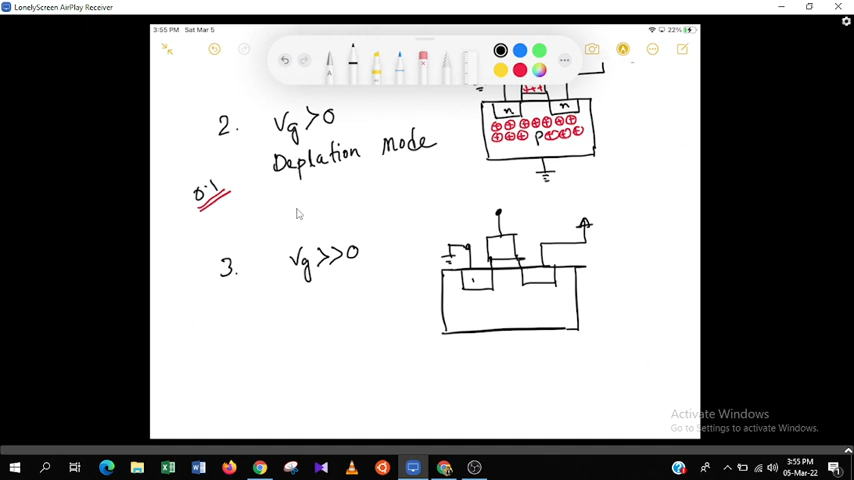 LonelyScreen AirPlay Receiver
3:55 PM Sat Mar 5
22%
A
+++
n n
2. Vg>0
P
Deplation Mode
0.1
3. Vg>>0
Activate Windows
Go to Settings to activate Windows.
3:55 PM
05-Mar-22